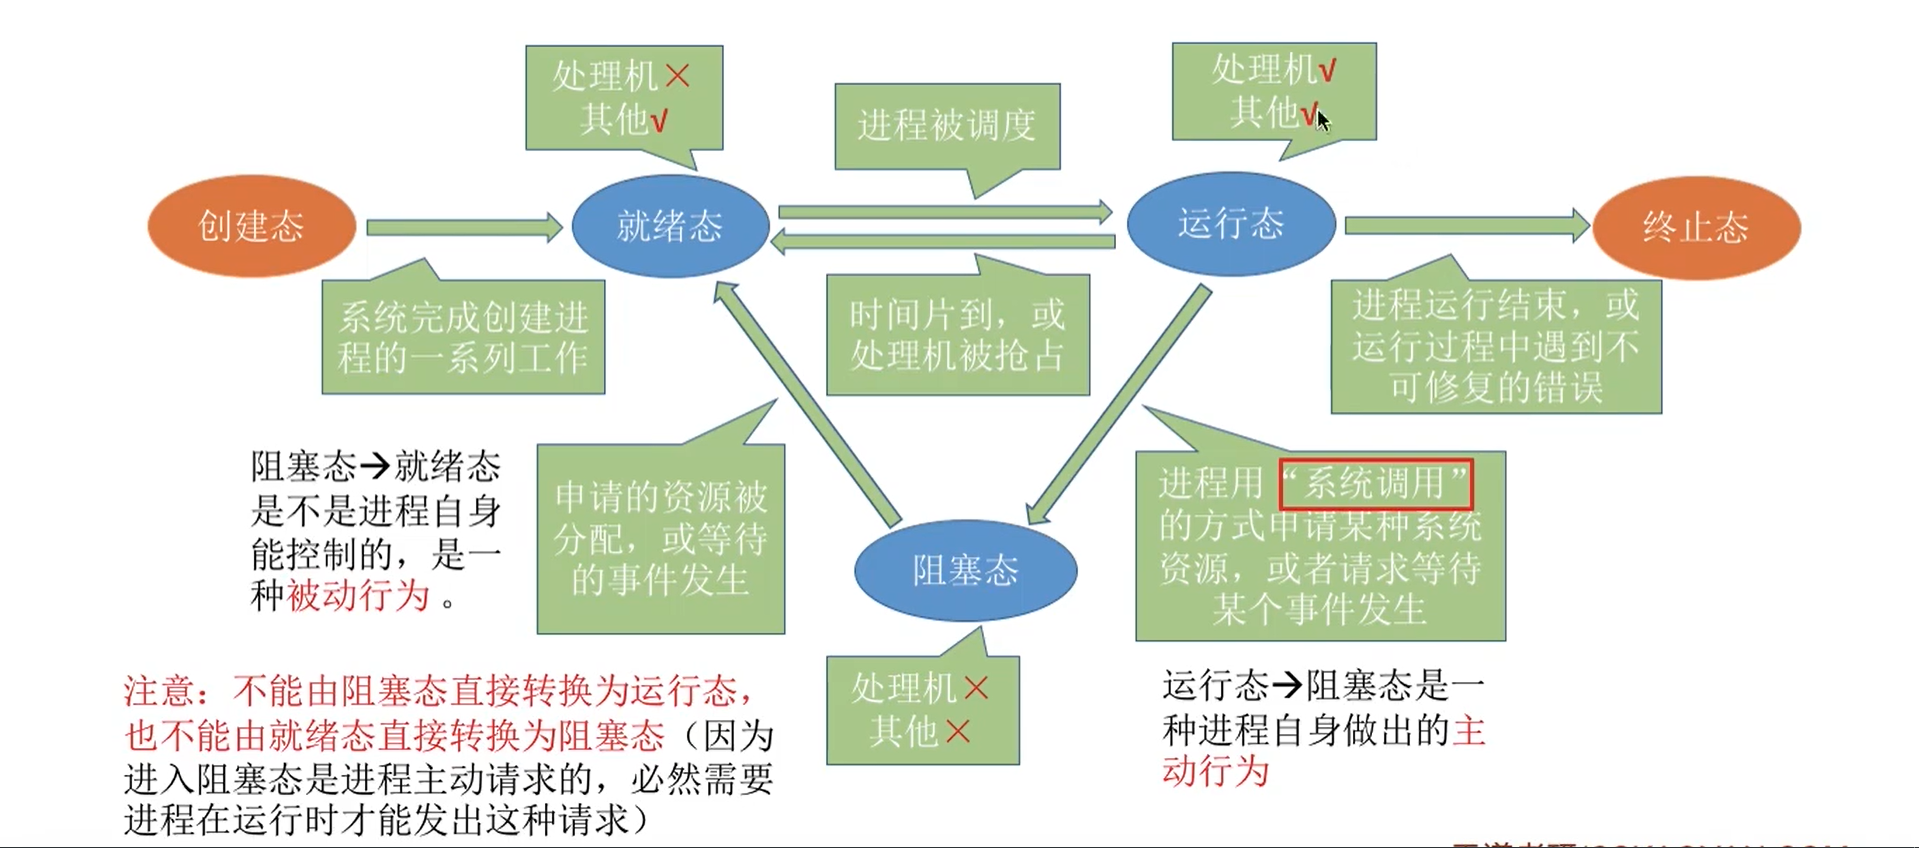 处理机×
其他√
进程被调度
处理机√
其他√
创建态
就绪态
运行态
终止态
系统完成创建进
程的一系列工作
时间片到，或
处理机被抢占
进程运行结束，或
运行过程中遇到不
可修复的错误
阻塞态→就绪态
是不是进程自身
能控制的，是一
种被动行为 。
申请的资源被
分配，或等待
的事件发生
进程用“系统调用”
的方式申请某种系统
资源，或者请求等待
某个事件发生
阻塞态
处理机×
其他×
注意：不能由阻塞态直接转换为运行态，
也不能由就绪态直接转换为阻塞态（因为
进入阻塞态是进程主动请求的，必然需要
进程在运行时才能发出这种请求）
运行态→阻塞态是一
种进程自身做出的主
动行为